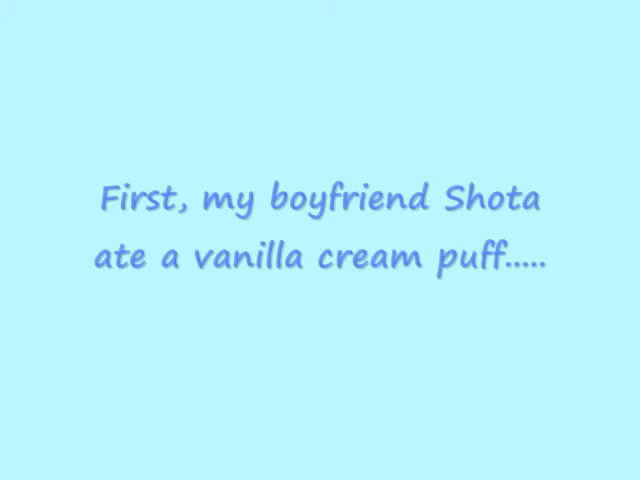 First, my boyfriend Shota
ate a vanilla cream puff.....